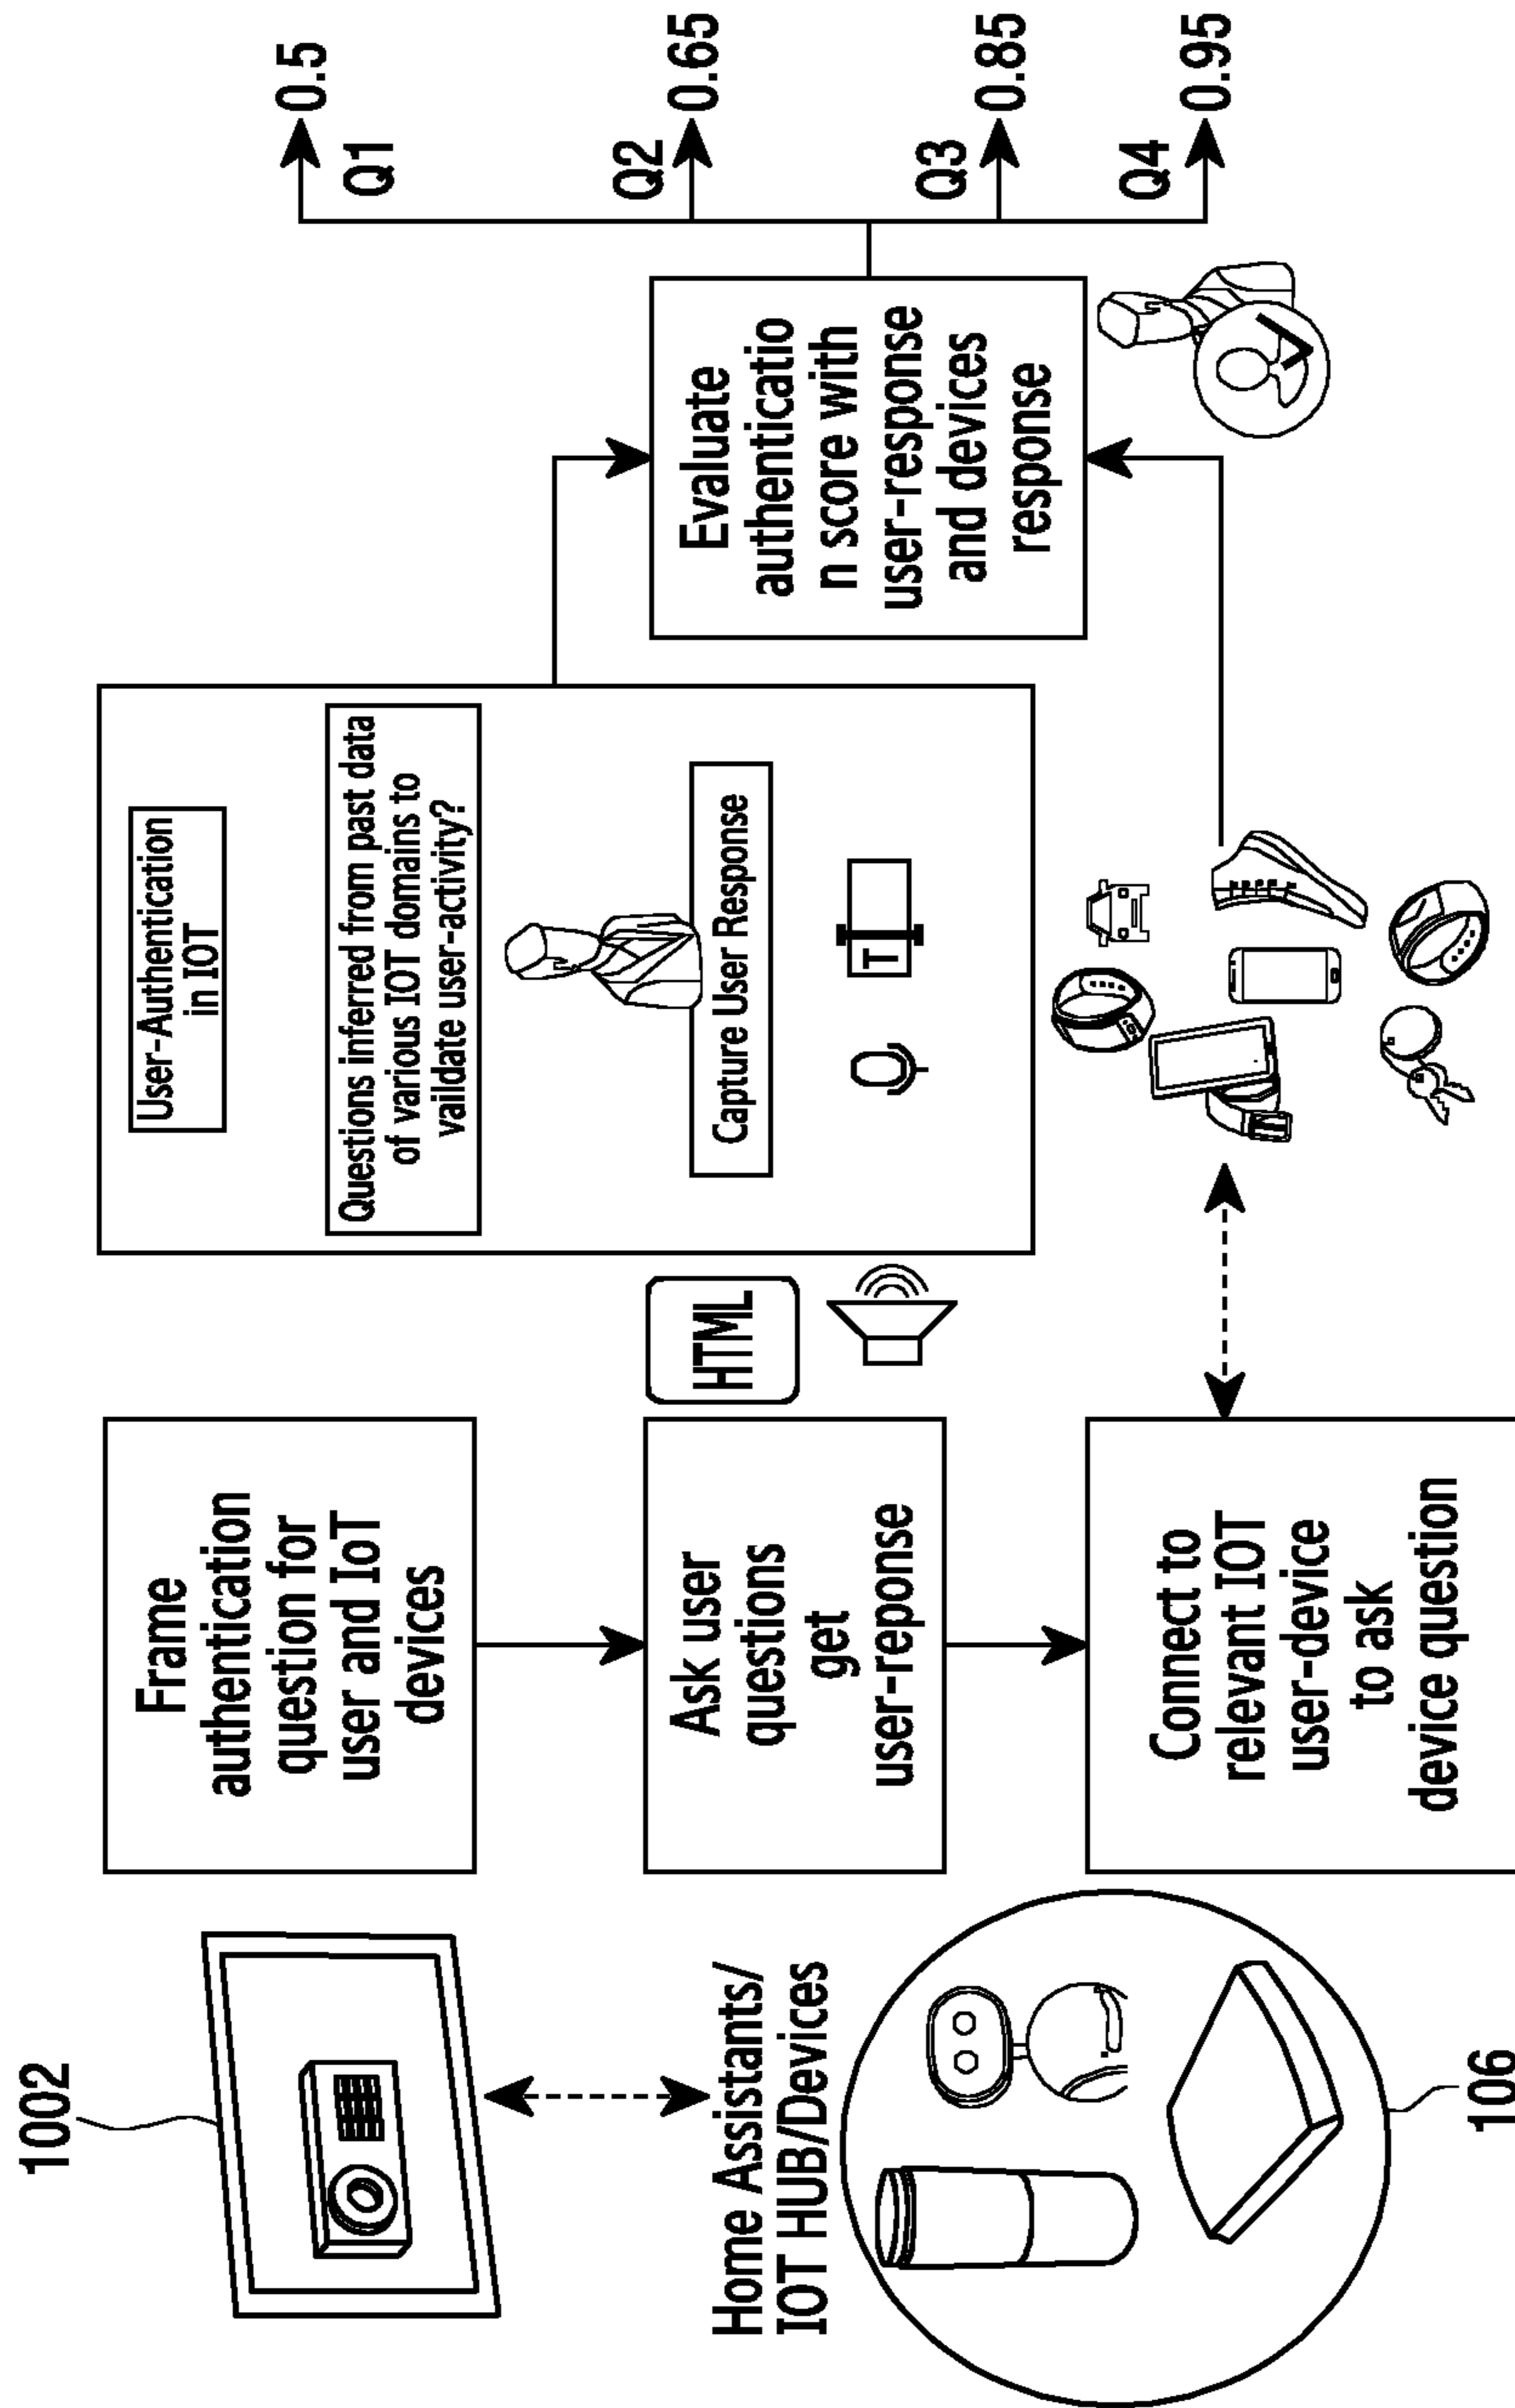 1002
Home Assistants/
IOT HUB/Devices
106
Frame
authentication
question for
user and IoT
devices
Ask user
questions
get
user-reponse
Connect to
relevant IOT
user-device
to ask
device question
HTML
User-Authentication
in IOT
Questions inferred from past data
of various IOT domains to
vaildate user-activity?
Capture User Response
T
Evaluate
authenticatio
n score with
user-response
and devices
response
Q1
0.5
Q2
0.65
Q3
0.85
Q4
0.95